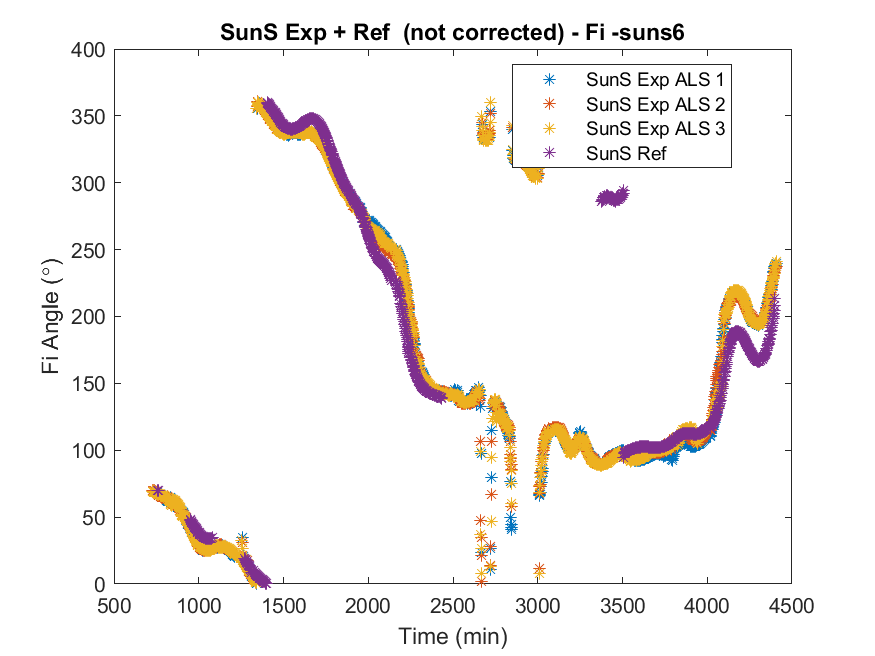 SunS Exp + Ref  (not corrected) - Fi -suns6
400
350
300
250
200
150
100
50
0
Fi Angle (°)
SunS Exp ALS 1
SunS Exp ALS 2
SunS Exp ALS 3
SunS Ref
500 1000 1500 2000 2500 3000 3500 4000 4500
Time (min)